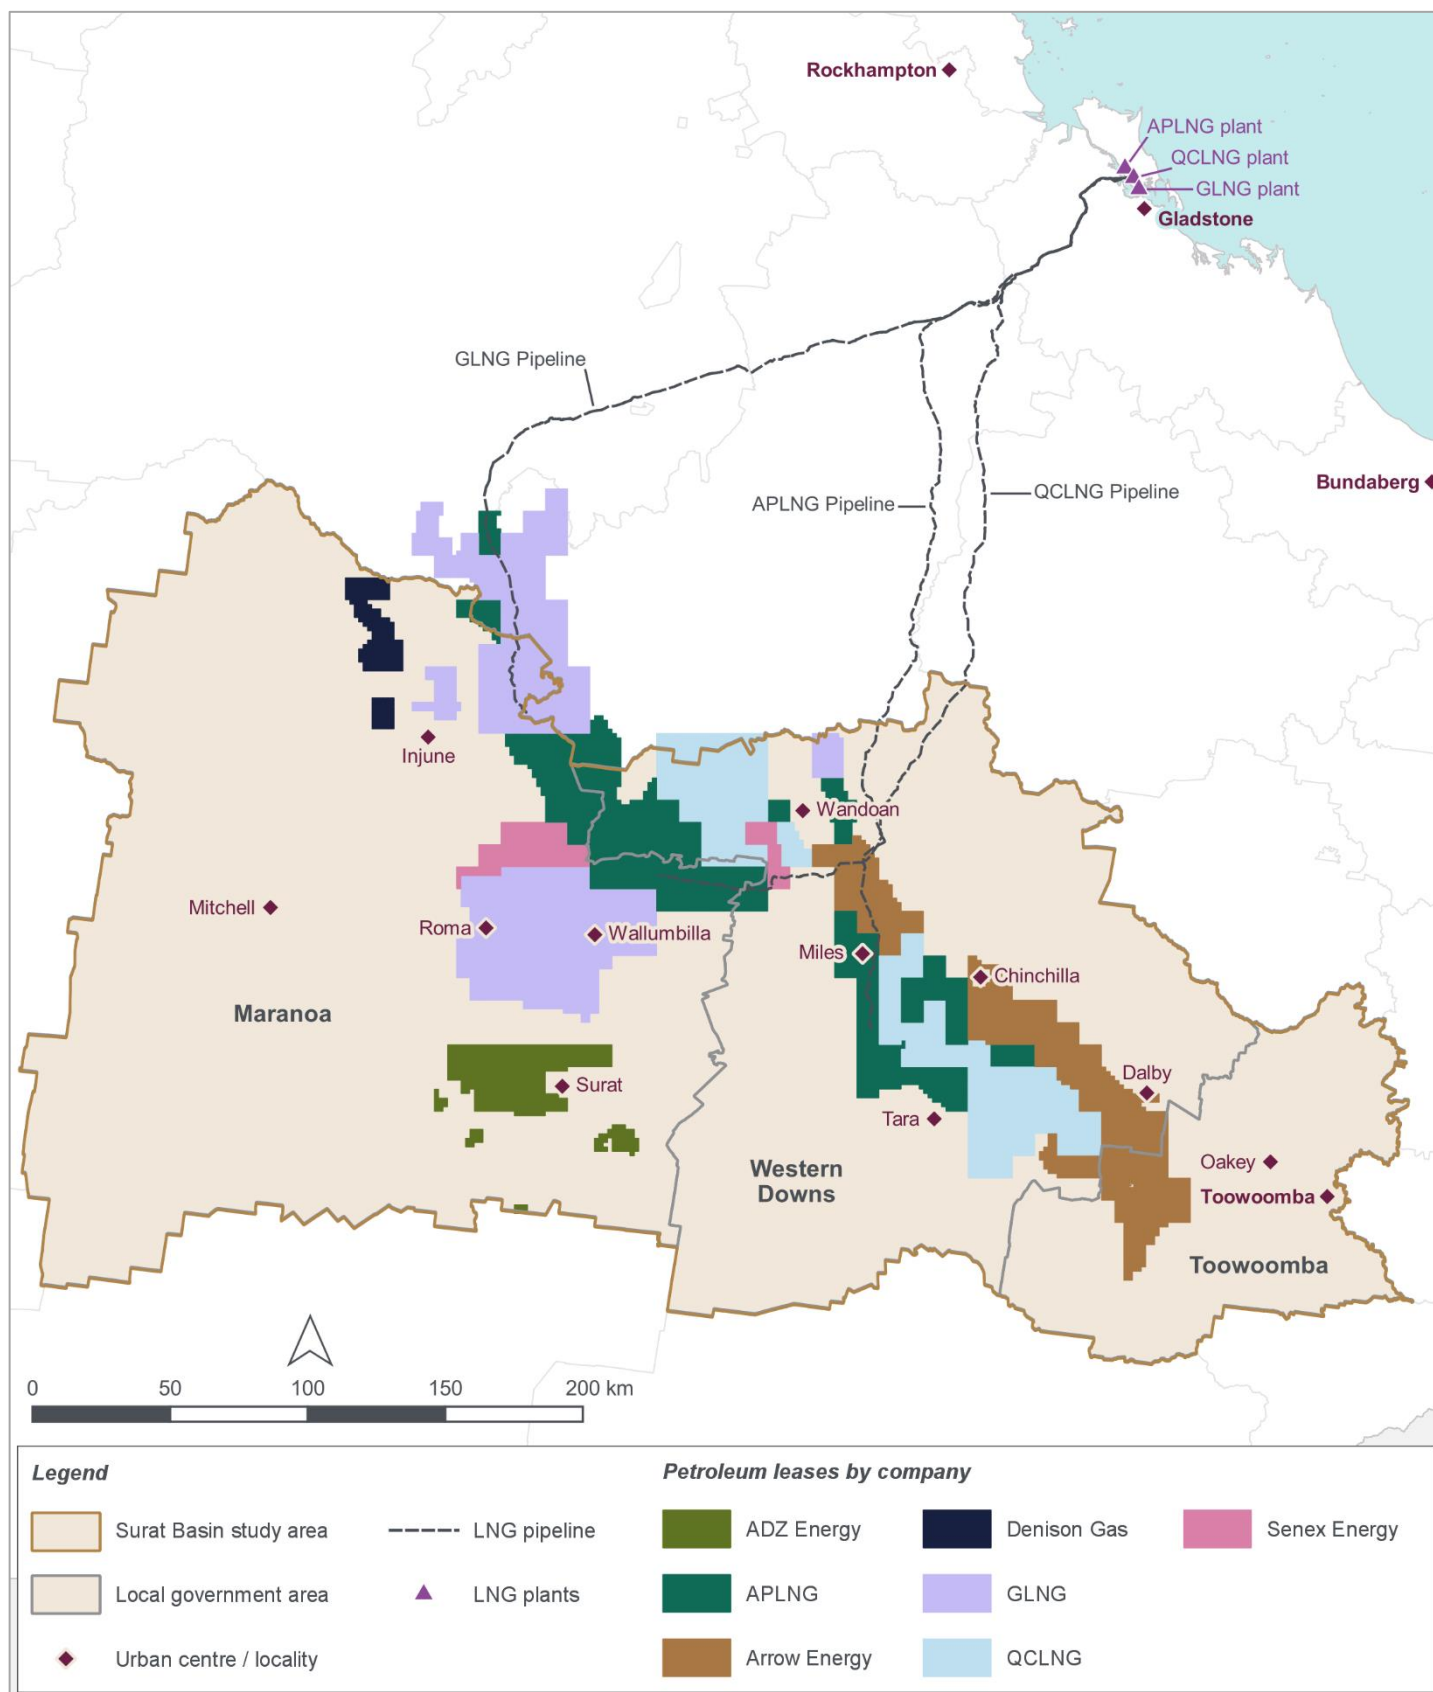 Rockhampton
APLNG plant
QCLNG plant
GLNG plant
Gladstone
GLNG Pipeline
Bundaberg
APLNG Pipeline
QCLNG Pipeline
Injune
Wandoan
Mitchell
Roma
Wallumbilla
Miles
Chinchilla
Maranoa
Surat
Dalby
Tara
Western
Downs
Oakey
Toowoomba
Toowoomba
0 50 100 150 200 km
Legend
Surat Basin study area
Local government area
Urban centre / locality
LNG pipeline
LNG plants
Petroleum leases by company
ADZ Energy
APLNG
Arrow Energy
Denison Gas
GLNG
QCLNG
Senex Energy